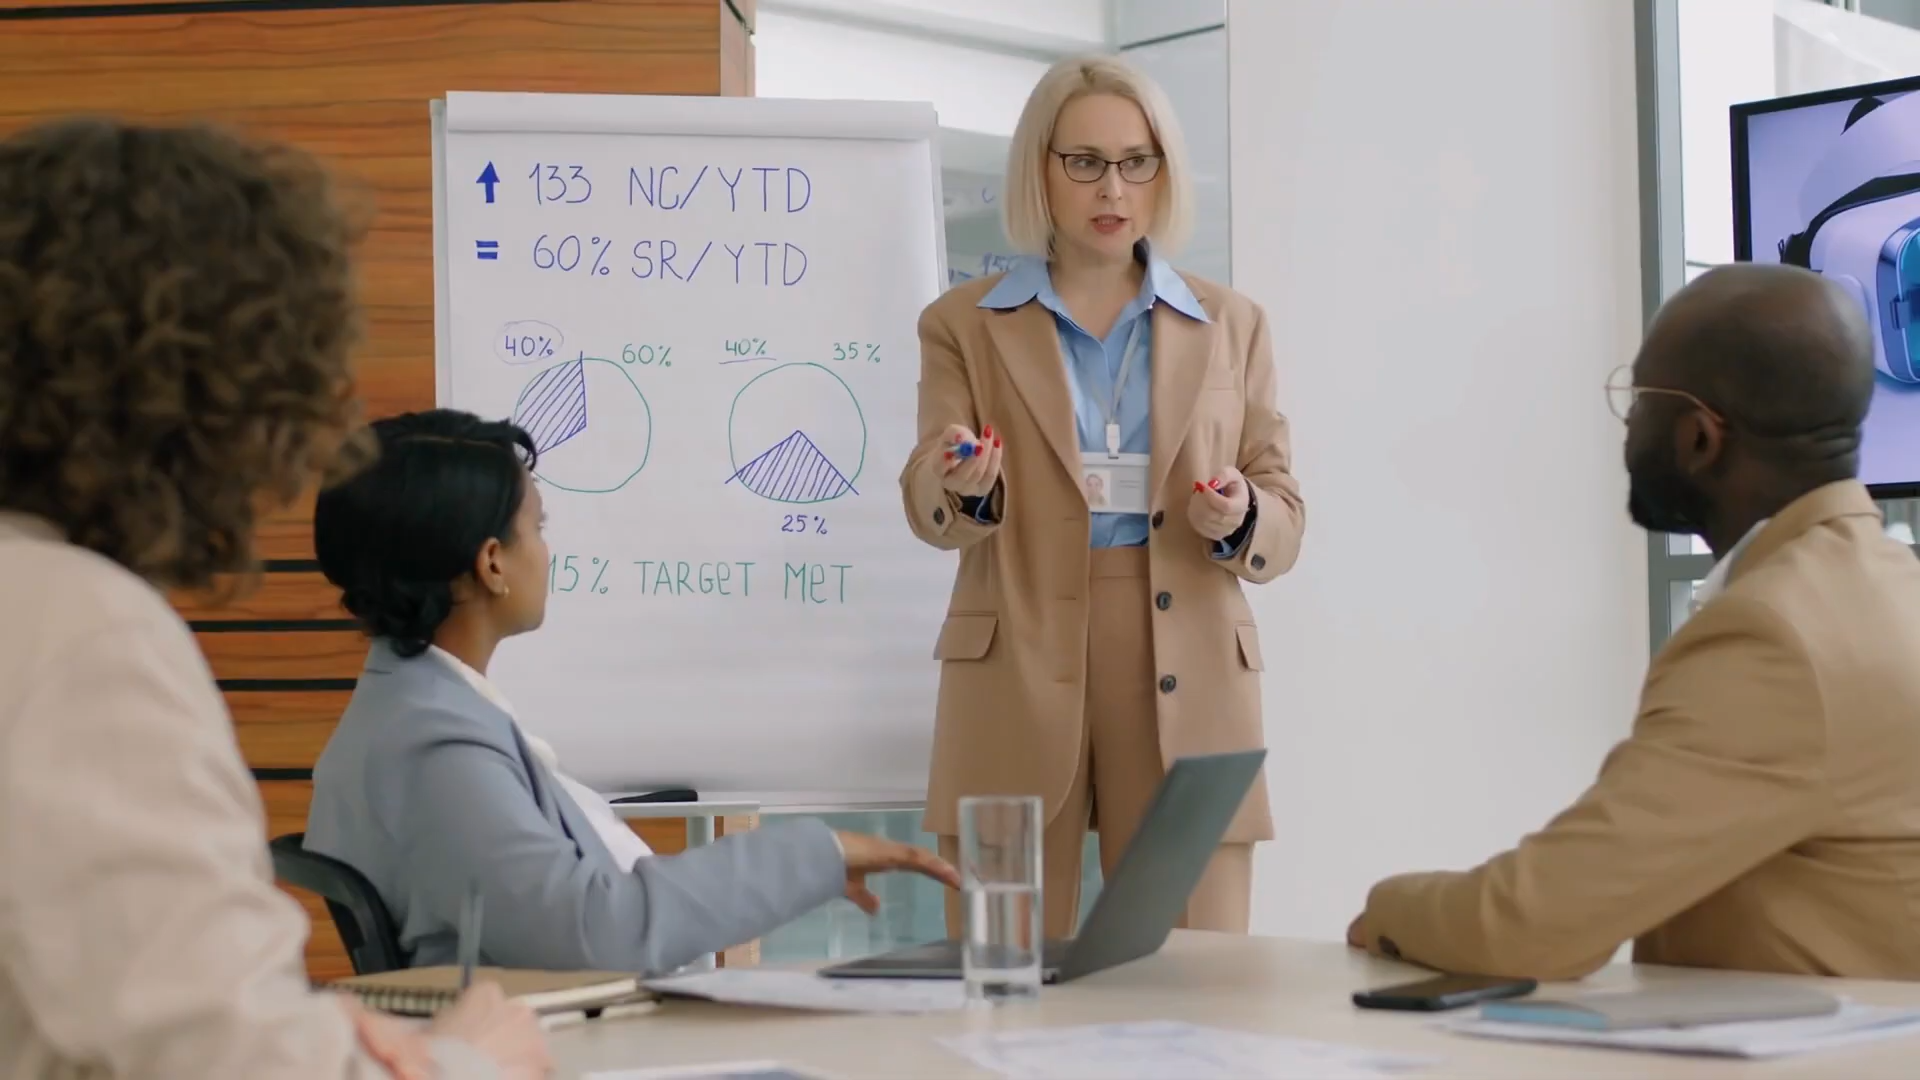 ↑ 133 NC/YTD
= 60% SR/YTD
40% 60% 40% 35%
25%
15% TARGET MET